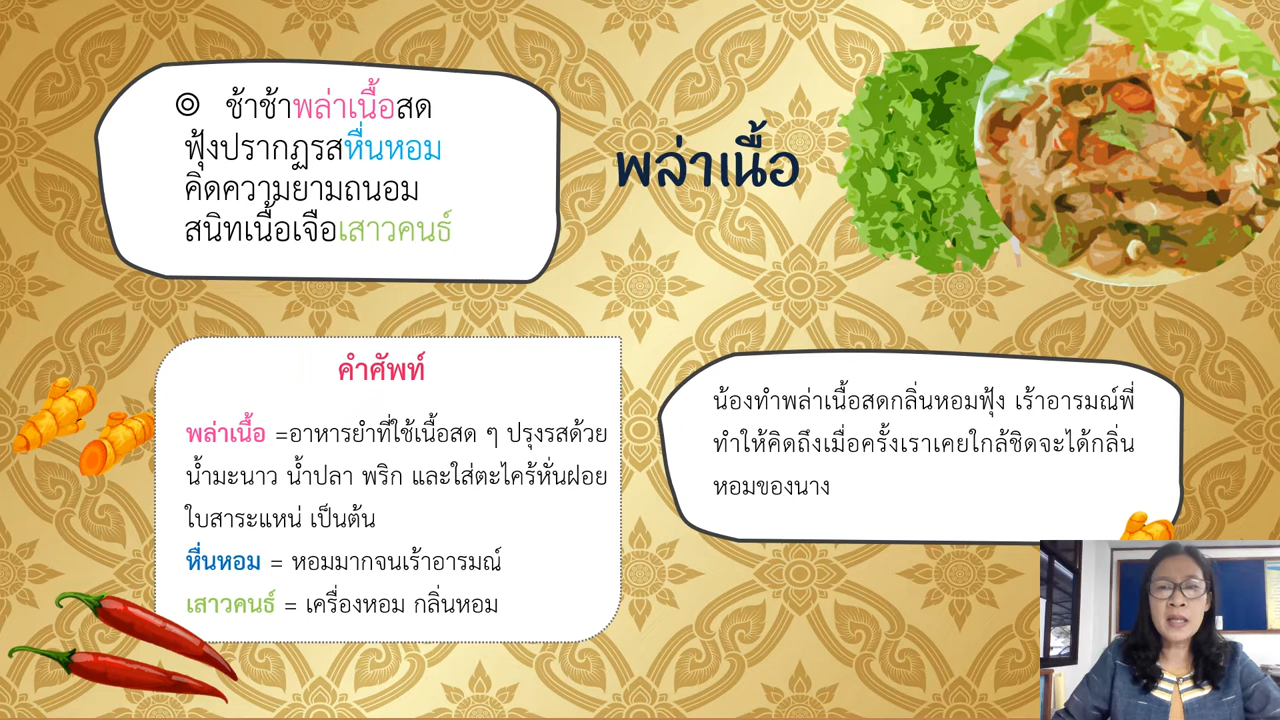 ◎ ช้าช้าพล่าเนื้อสด
ฟุ้งปรากฏรสหื่นหอม
คิดความยามถนอม
สนิทเนื้อเจือเสาวคนธ์
พล่าเนื้อ
คำศัพท์
พล่าเนื้อ =อาหารยำที่ใช้เนื้อสด ๆ ปรุงรสด้วย
น้ำมะนาว น้ำปลา พริก และใส่ตะไคร้หั่นฝอย
ใบสาระแหน่ เป็นต้น
หื่นหอม = หอมมากจนเร้าอารมณ์
เสาวคนธ์ = เครื่องหอม กลิ่นหอม
น้องทำพล่าเนื้อสดกลิ่นหอมฟุ้ง เร้าอารมณ์พี่
ทำให้คิดถึงเมื่อครั้งเราเคยใกล้ชิดจะได้กลิ่น
หอมของนาง